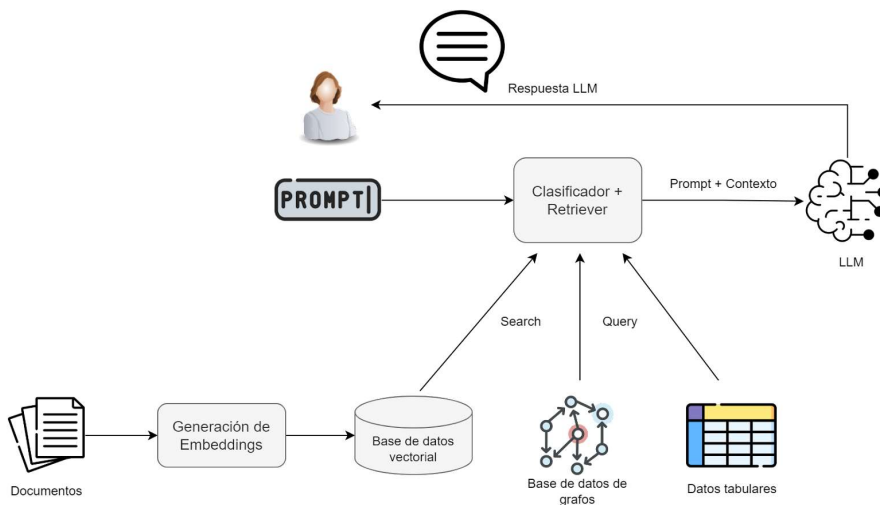 Respuesta LLM
PROMPT
Clasificador +
Retriever
Prompt + Contexto
LLM
Search
Query
Generación de
Embeddings
Base de datos
vectorial
Documentos
Base de datos de
grafos
Datos tabulares